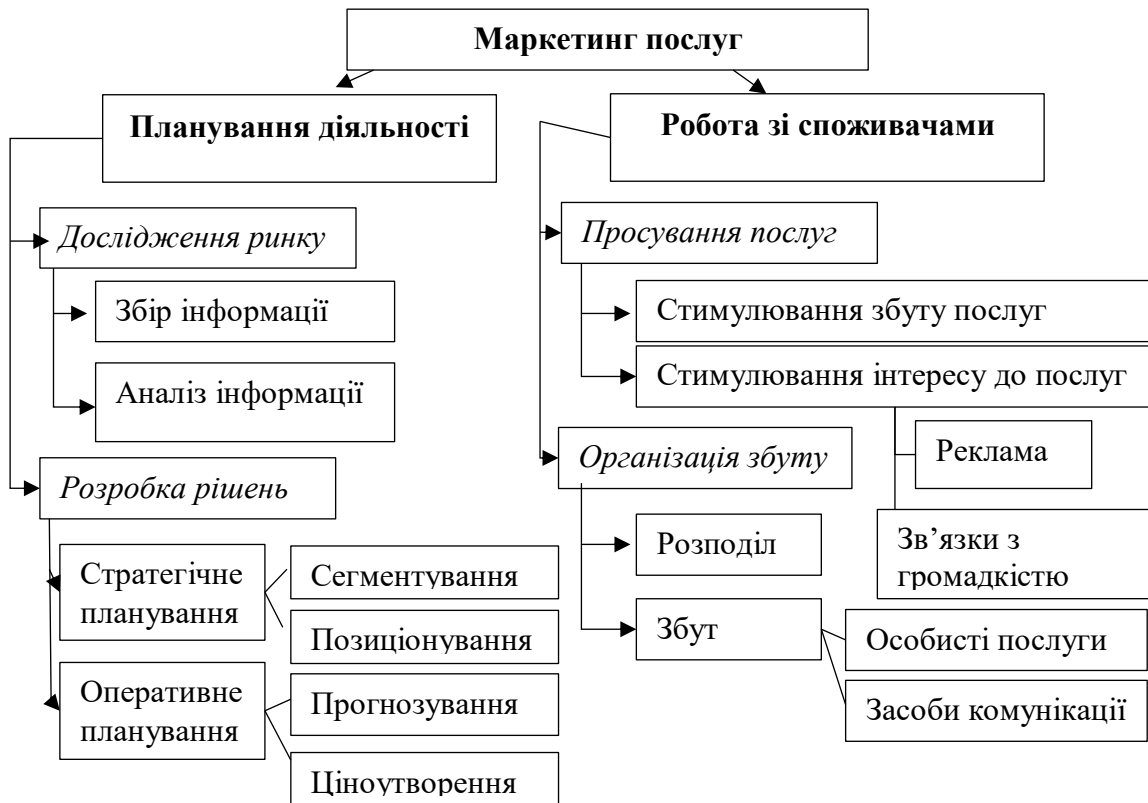 Маркетинг послуг
Планування діяльності
Дослідження ринку
Збір інформації
Аналіз інформації
Розробка рішень
Стратегічне
планування
Сегментування
Позиціонування
Оперативне
планування
Прогнозування
Ціноутворення
Робота зі споживачами
Просування послуг
Стимулювання збуту послуг
Стимулювання інтересу до послуг
Реклама
Зв’язки з
громадкістю
Організація збуту
Розподіл
Збут
Особисті послуги
Засоби комунікації